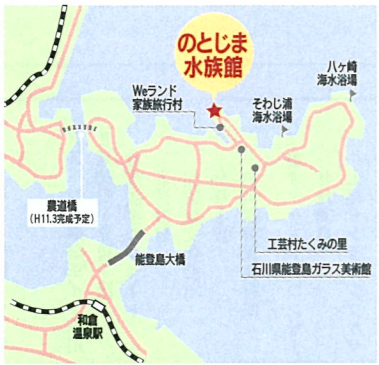 のとじま
水族館
Weランド
家族旅行村
そわじ浦
海水浴場
八ヶ崎
海水浴場
農道橋
(H11.3完成予定)
能登島大橋
工芸村たくみの里
石川県能登島ガラス美術館
和倉
温泉駅